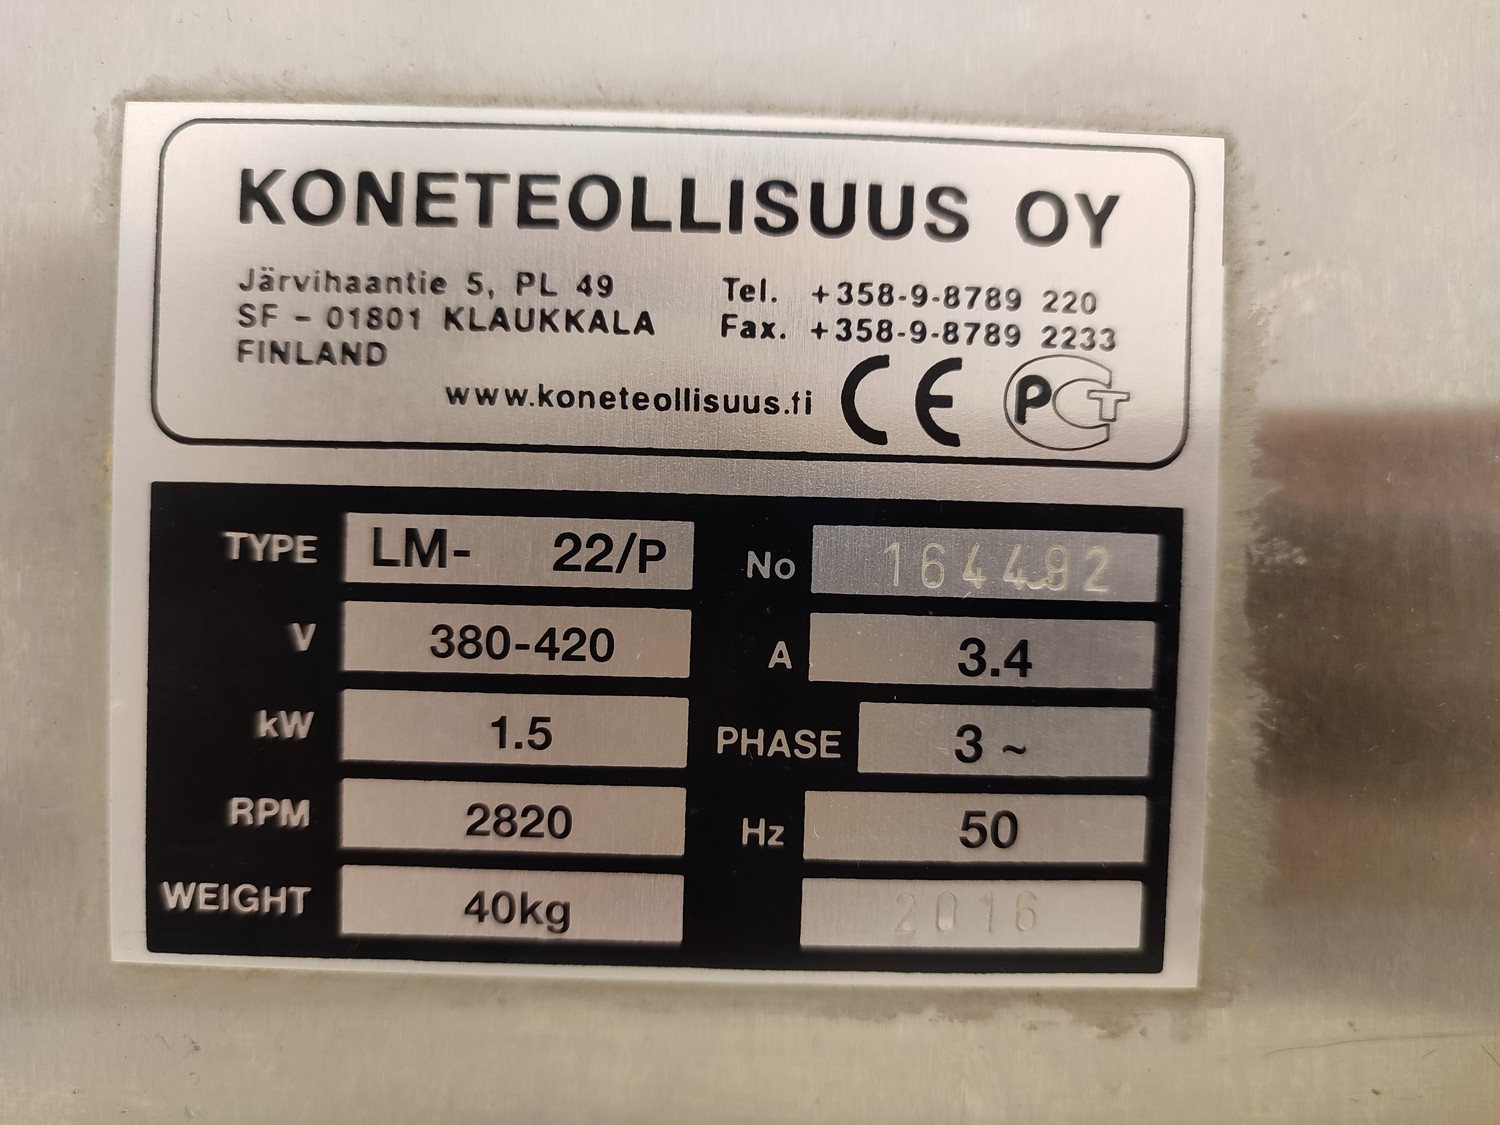 KONETEOLLISUUS OY
Järvihaantie 5, PL 49
SF - 01801 KLAUKKALA
FINLAND
Tel. +358-9-8789 220
Fax. +358-9-8789 2233
www.koneteollisuus.fi CE PCT
TYPE LM- 22/P
No
V 380-420
A 3.4
kW 1.5
PHASE 3 ~
RPM 2820
Hz 50
WEIGHT 40kg
2016